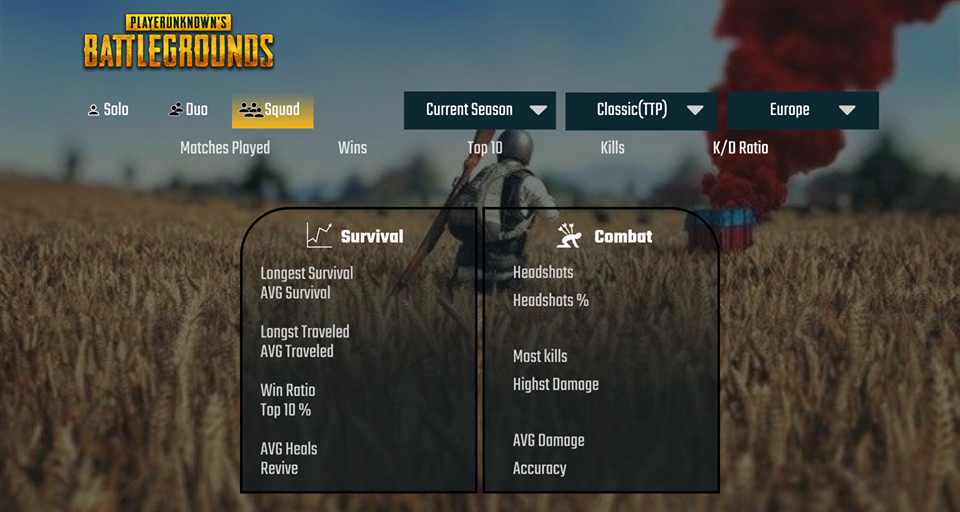 PLAYERUNKNOWN'S
BATTLEGROUNDS
Solo Duo Squad Current Season Classic(TTP) Europe
Matches Played Wins Top 10 Kills K/D Ratio
Survival
Longest Survival
AVG Survival
Longst Traveled
AVG Traveled
Win Ratio
Top 10 %
AVG Heals
Revive
Combat
Headshots
Headshots %
Most kills
Highst Damage
AVG Damage
Accuracy